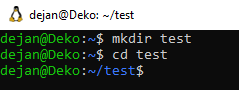 dejan@Deko: ~/test
dejan@Deko:~$ mkdir test
dejan@Deko:~$ cd test
dejan@Deko:~/test$